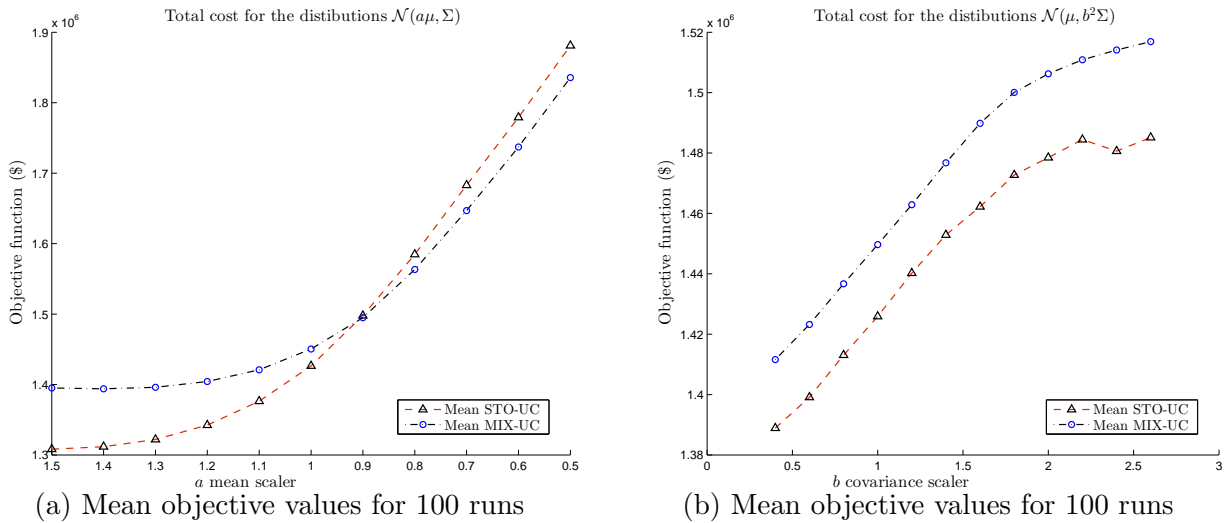 Total cost for the distibutions N(aμ, Σ)
x 10^6
1.9
1.8
1.7
1.6
1.5
1.4
1.3
Objective function ($)
1.5 1.4 1.3 1.2 1.1 1 0.9 0.8 0.7 0.6 0.5
a mean scaler
Mean STO-UC
Mean MIX-UC
(a) Mean objective values for 100 runs
Total cost for the distibutions N(μ, b²Σ)
x 10^6
1.52
1.5
1.48
1.46
1.44
1.42
1.4
1.38
Objective function ($)
0 0.5 1 1.5 2 2.5 3
b covariance scaler
Mean STO-UC
Mean MIX-UC
(b) Mean objective values for 100 runs